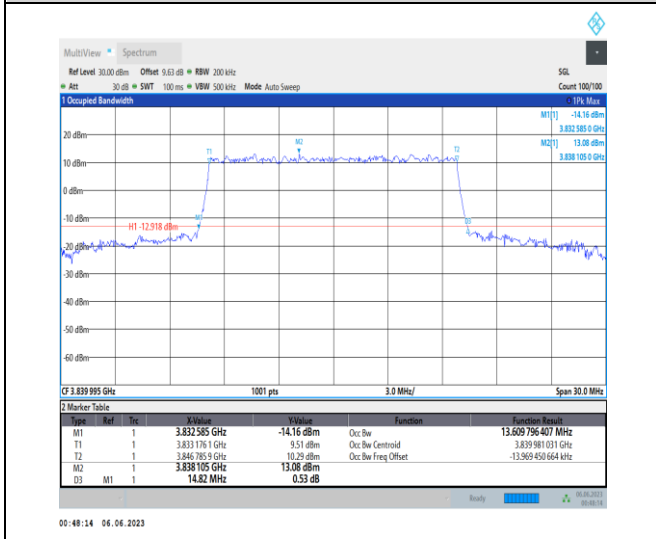 MultiView Spectrum
Ref Level 30.00 dBm Offset 9.63 dB RBW 200 kHz SGL
Att 30 dB SWT 100 ms VBW 500 kHz Mode Auto Sweep Count 100/100
1 Occupied Bandwidth 1Pk Max
M1[1] -14.16 dBm
3.832 585 0 GHz
M2[1] 13.08 dBm
3.838 105 0 GHz
20 dBm
T1 M2 T2
10 dBm
0 dBm
-10 dBm
M1 D3
H1 -12.918 dBm
-20 dBm
-30 dBm
-40 dBm
-50 dBm
-60 dBm
CF 3.839 995 GHz 1001 pts 3.0 MHz/ Span 30.0 MHz
2 Marker Table
Type Ref Trc X-Value Y-Value Function Function Result
M1 1 3.832 585 GHz -14.16 dBm Occ Bw 13.609 796 407 MHz
T1 1 3.833 176 1 GHz 9.51 dBm Occ Bw Centroid 3.839 981 031 GHz
T2 1 3.846 785 9 GHz 10.29 dBm Occ Bw Freq Offset -13.969 450 664 kHz
M2 1 3.838 105 GHz 13.08 dBm
D3 M1 1 14.82 MHz 0.53 dB
Ready 06.06.2023
00:48:14
00:48:14 06.06.2023